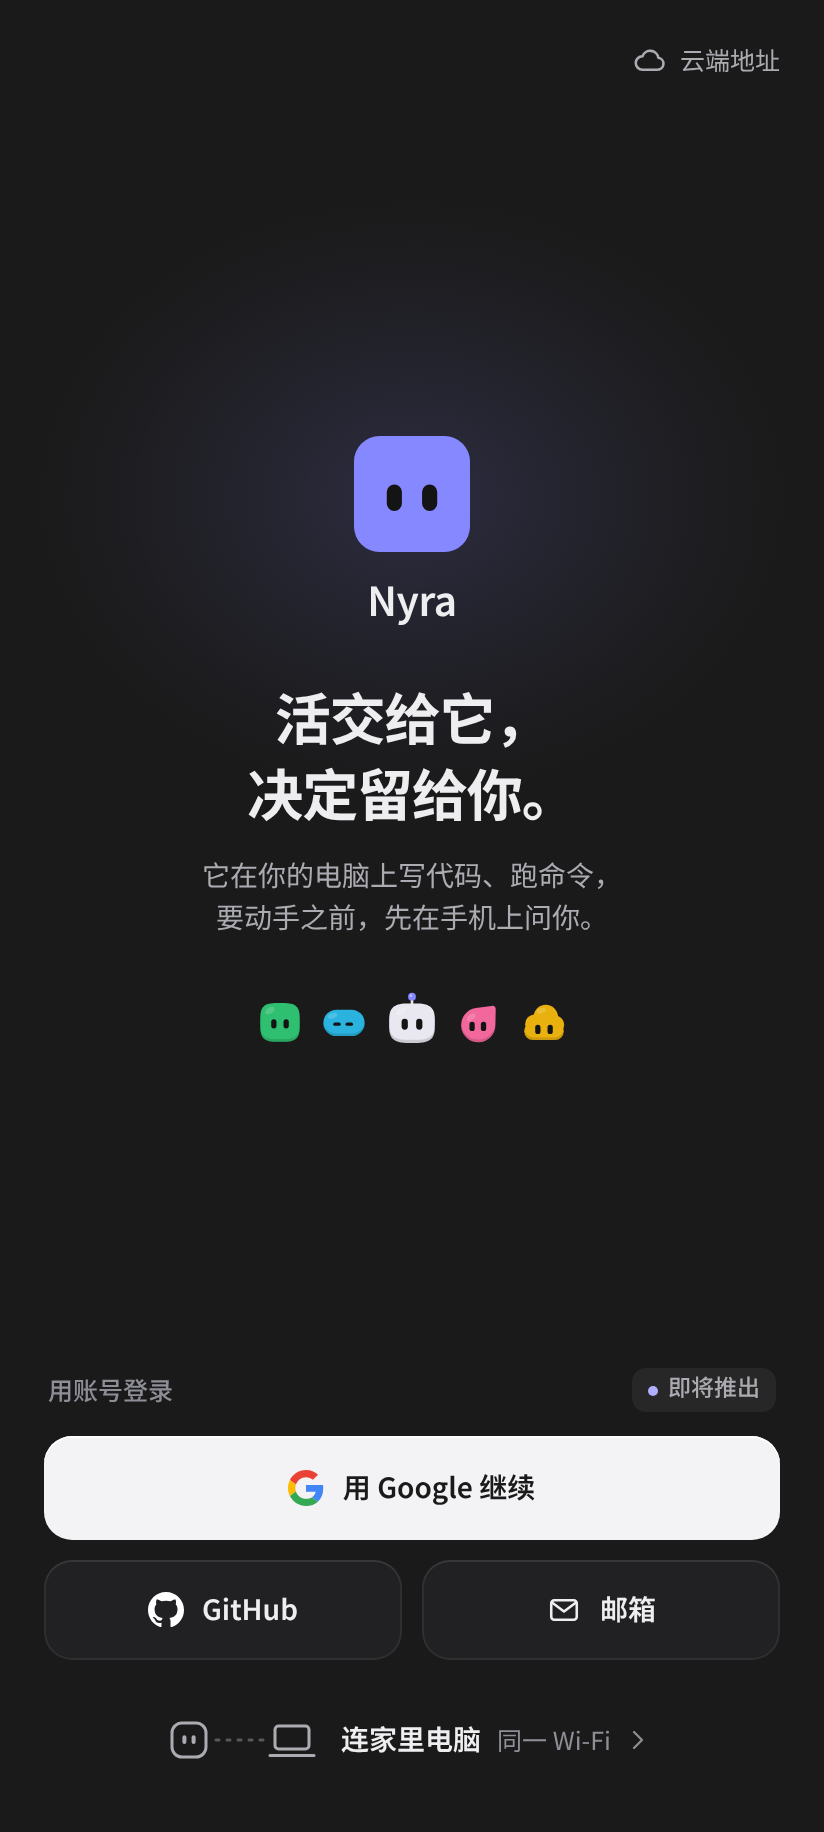 云端地址
Nyra
活交给它，
决定留给你。
它在你的电脑上写代码、跑命令，
要动手之前，先在手机上问你。
用账号登录
即将推出
用 Google 继续
GitHub
邮箱
连家里电脑 同一 Wi-Fi